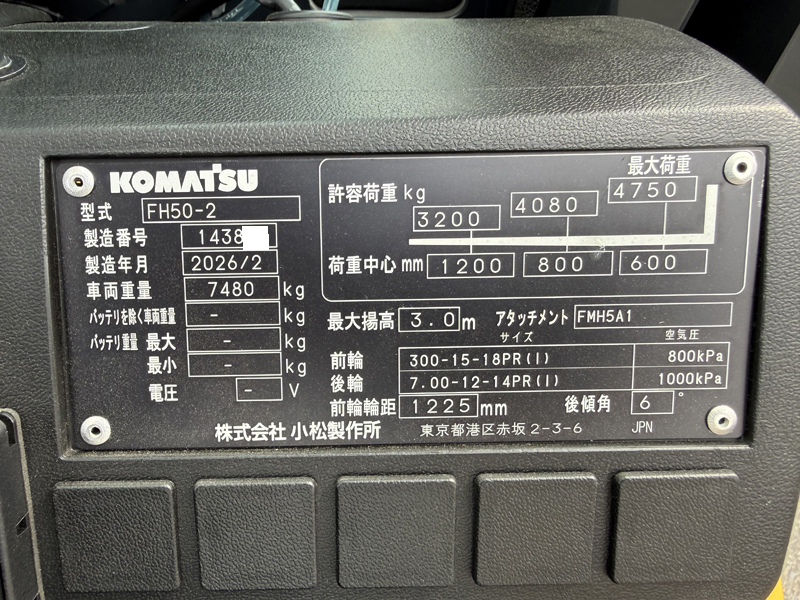 KOMATSU
型式 FH50-2
製造番号 1438
製造年月 2026/2
車両重量 7480 kg
バッテリを除く車両重量 - kg
バッテリ重量 最大 - kg
最小 - kg
電圧 - V
最大荷重
許容荷重 kg 3200 4080 4750
荷重中心 mm 1200 800 600
最大揚高 3.0 m アタッチメント FMH5A1
サイズ 空気圧
前輪 300-15-18PR(I) 800kPa
後輪 7.00-12-14PR(I) 1000kPa
前輪輪距 1225 mm 後傾角 6 °
株式会社 小松製作所 東京都港区赤坂 2-3-6 JPN